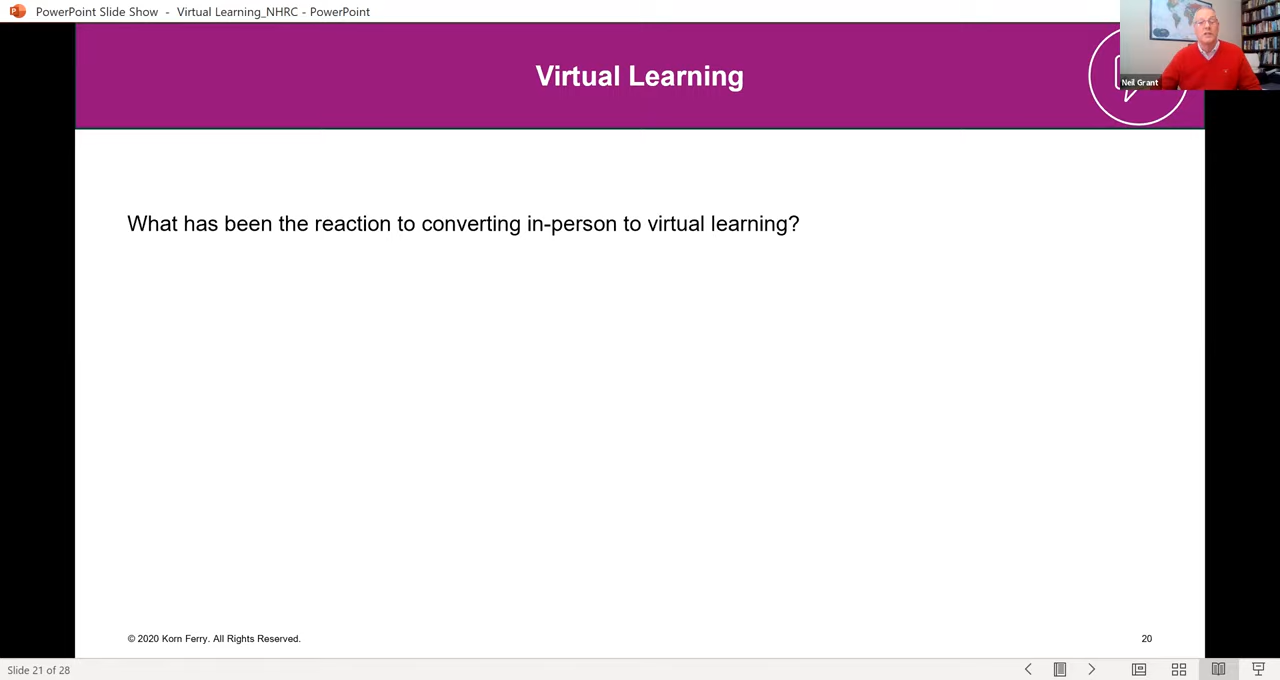 PowerPoint Slide Show - Virtual Learning_NHRC - PowerPoint
Virtual Learning
Neil Grant
What has been the reaction to converting in-person to virtual learning?
© 2020 Korn Ferry. All Rights Reserved.
20
Slide 21 of 28